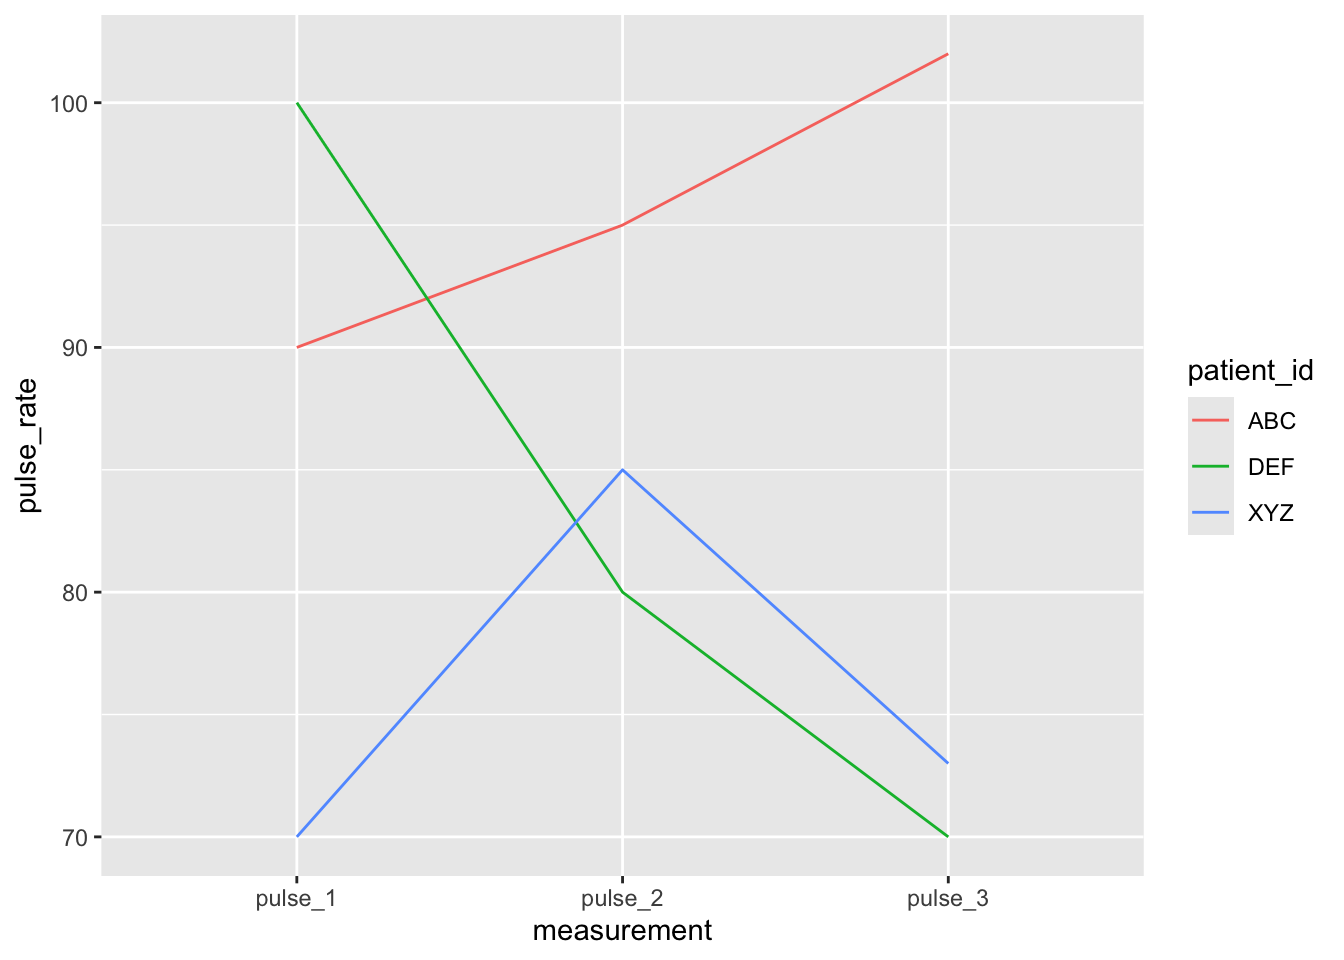 100
90
80
70
pulse_rate
pulse_1 pulse_2 pulse_3
measurement
patient_id
ABC
DEF
XYZ